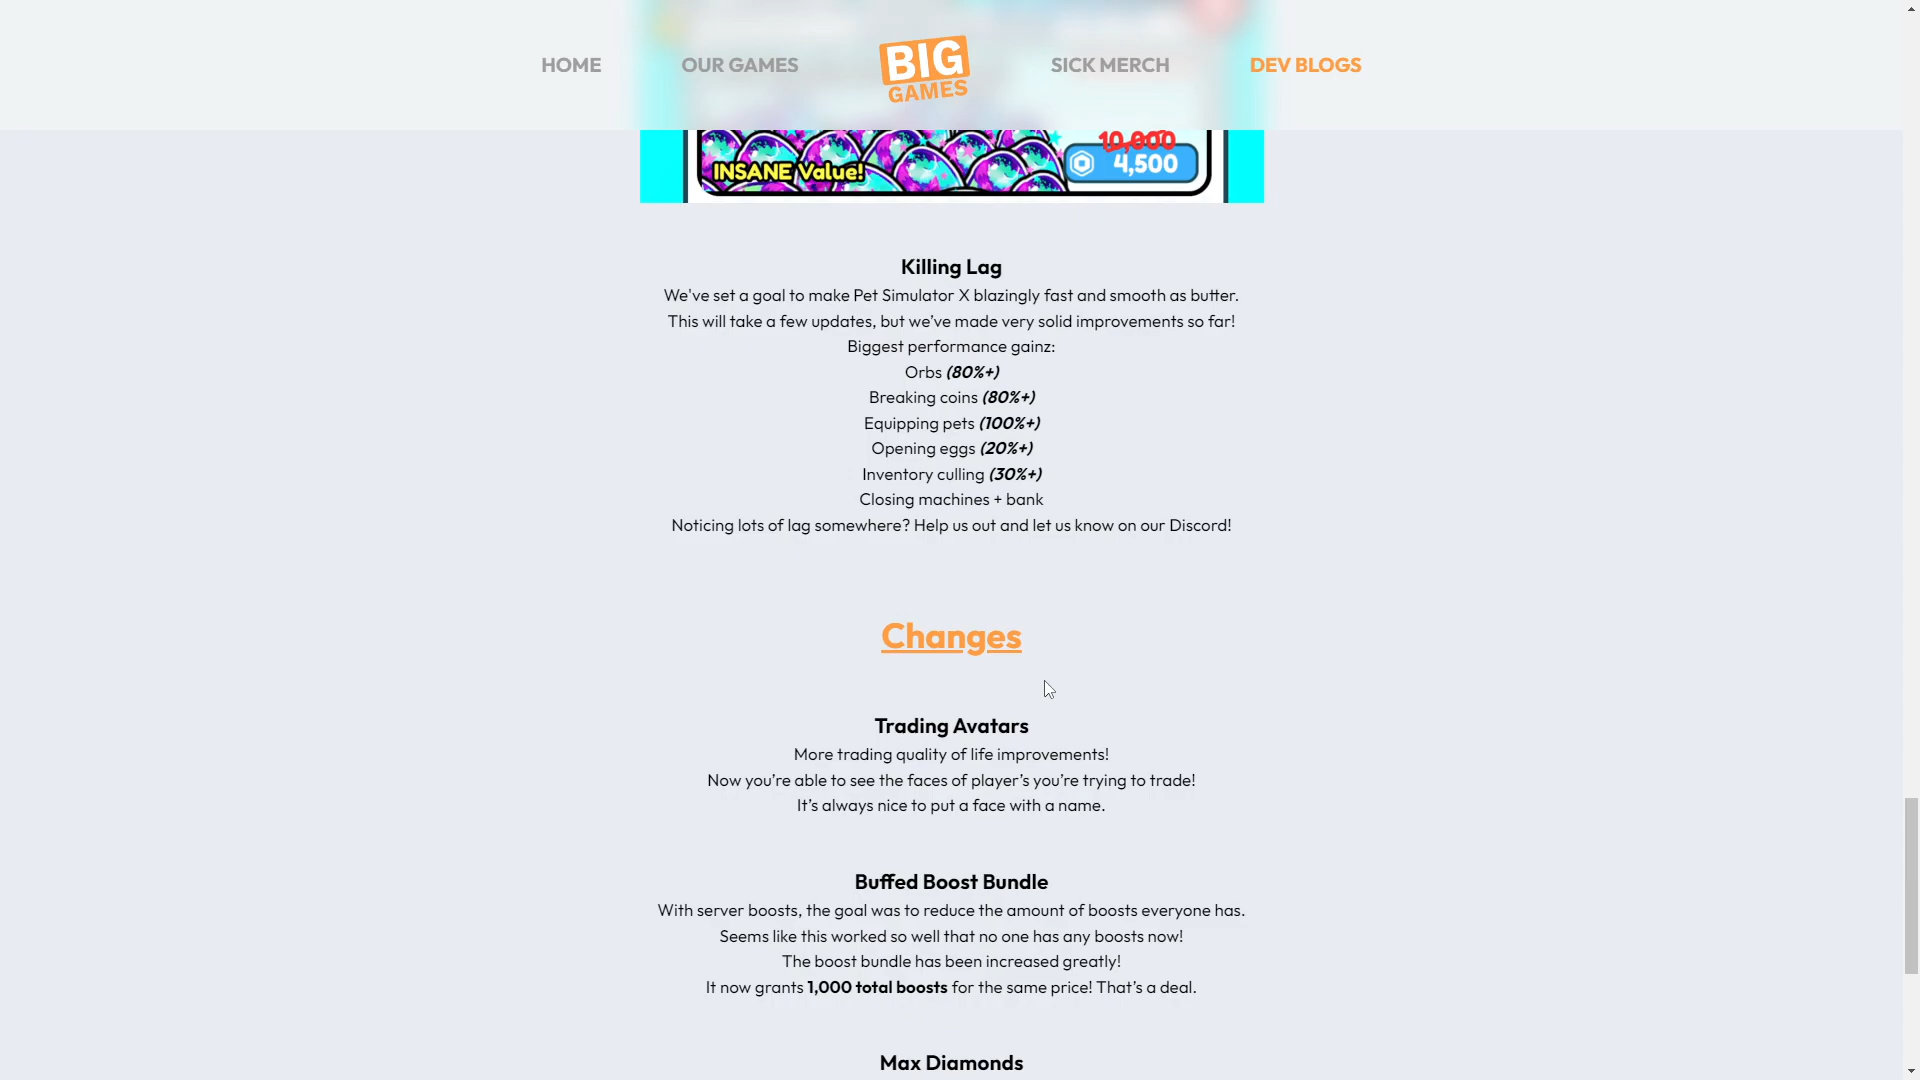 HOME
OUR GAMES
BIG
GAMES
SICK MERCH
DEV BLOGS
10,000
INSANE Value!
4,500
Killing Lag
We've set a goal to make Pet Simulator X blazingly fast and smooth as butter.
This will take a few updates, but we’ve made very solid improvements so far!
Biggest performance gainz:
Orbs (80%+)
Breaking coins (80%+)
Equipping pets (100%+)
Opening eggs (20%+)
Inventory culling (30%+)
Closing machines + bank
Noticing lots of lag somewhere? Help us out and let us know on our Discord!
Changes
Trading Avatars
More trading quality of life improvements!
Now you’re able to see the faces of player’s you’re trying to trade!
It’s always nice to put a face with a name.
Buffed Boost Bundle
With server boosts, the goal was to reduce the amount of boosts everyone has.
Seems like this worked so well that no one has any boosts now!
The boost bundle has been increased greatly!
It now grants 1,000 total boosts for the same price! That’s a deal.
Max Diamonds